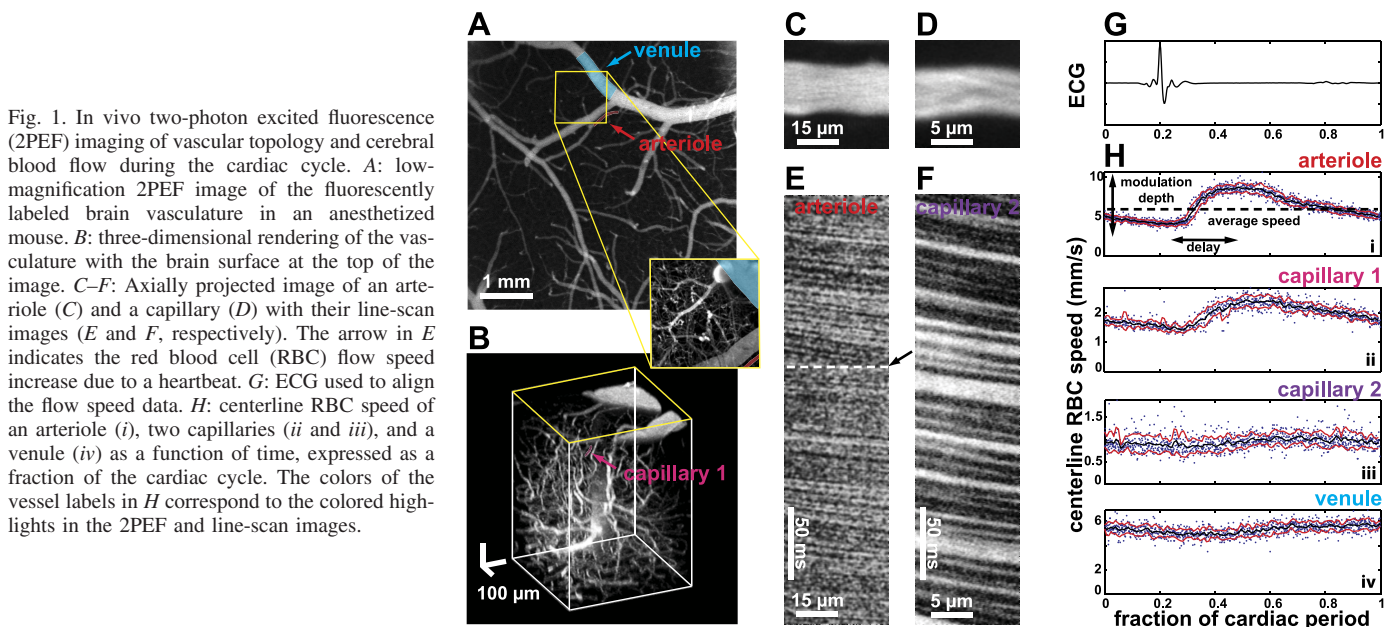 Fig. 1. In vivo two-photon excited fluorescence
(2PEF) imaging of vascular topology and cerebral
blood flow during the cardiac cycle. A: low-
magnification 2PEF image of the fluorescently
labeled brain vasculature in an anesthetized
mouse. B: three-dimensional rendering of the vas-
culature with the brain surface at the top of the
image. C–F: Axially projected image of an arte-
riole (C) and a capillary (D) with their line-scan
images (E and F, respectively). The arrow in E
indicates the red blood cell (RBC) flow speed
increase due to a heartbeat. G: ECG used to align
the flow speed data. H: centerline RBC speed of
an arteriole (i), two capillaries (ii and iii), and a
venule (iv) as a function of time, expressed as a
fraction of the cardiac cycle. The colors of the
vessel labels in H correspond to the colored high-
lights in the 2PEF and line-scan images.
A
venule
arteriole
1 mm
B
capillary 1
100 µm
C
15 µm
D
5 µm
E
arteriole
50 ms
15 µm
F
capillary 2
50 ms
5 µm
G
ECG
0 0.2 0.4 0.6 0.8 1
H
arteriole
10
5
0
modulation
depth
average speed
delay
i
capillary 1
2
1
0
ii
capillary 2
1.5
0.5
0
iii
venule
6
2
0
iv
centerline RBC speed (mm/s)
0 0.2 0.4 0.6 0.8 1
fraction of cardiac period